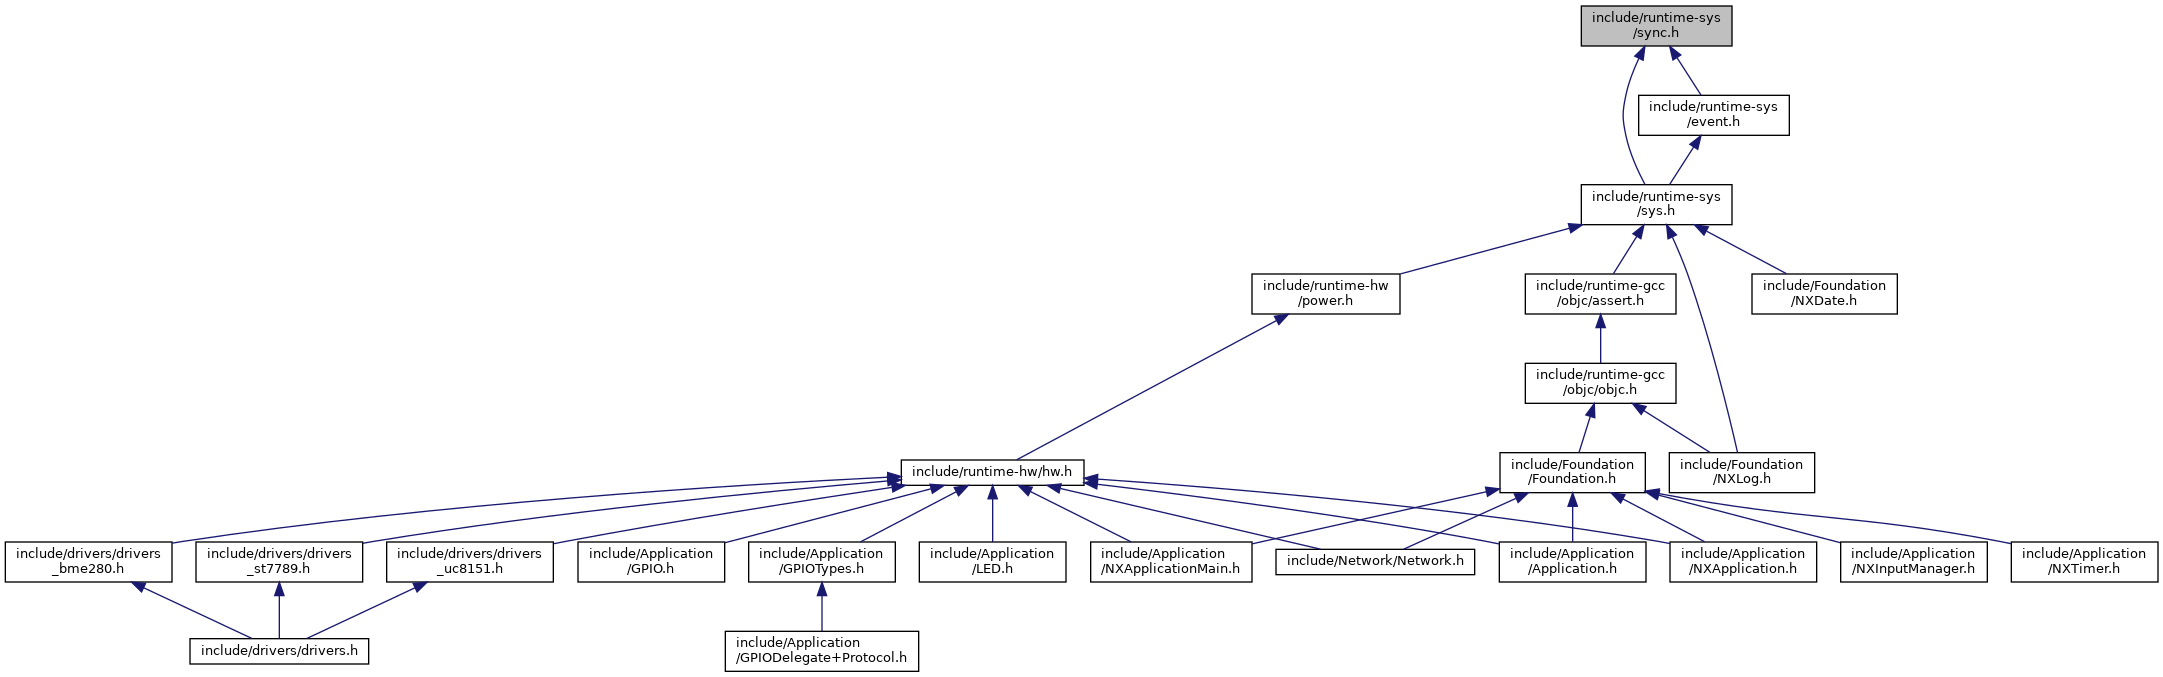 include/runtime-sys
/sync.h
include/runtime-sys
/event.h
include/runtime-sys
/sys.h
include/runtime-hw
/power.h
include/runtime-gcc
/objc/assert.h
include/Foundation
/NXDate.h
include/runtime-gcc
/objc/objc.h
include/runtime-hw/hw.h
include/Foundation
/Foundation.h
include/Foundation
/NXLog.h
include/drivers/drivers
_bme280.h
include/drivers/drivers
_st7789.h
include/drivers/drivers
_uc8151.h
include/Application
/GPIO.h
include/Application
/GPIOTypes.h
include/Application
/LED.h
include/Application
/NXApplicationMain.h
include/Network/Network.h
include/Application
/Application.h
include/Application
/NXApplication.h
include/Application
/NXInputManager.h
include/Application
/NXTimer.h
include/drivers/drivers.h
include/Application
/GPIODelegate+Protocol.h